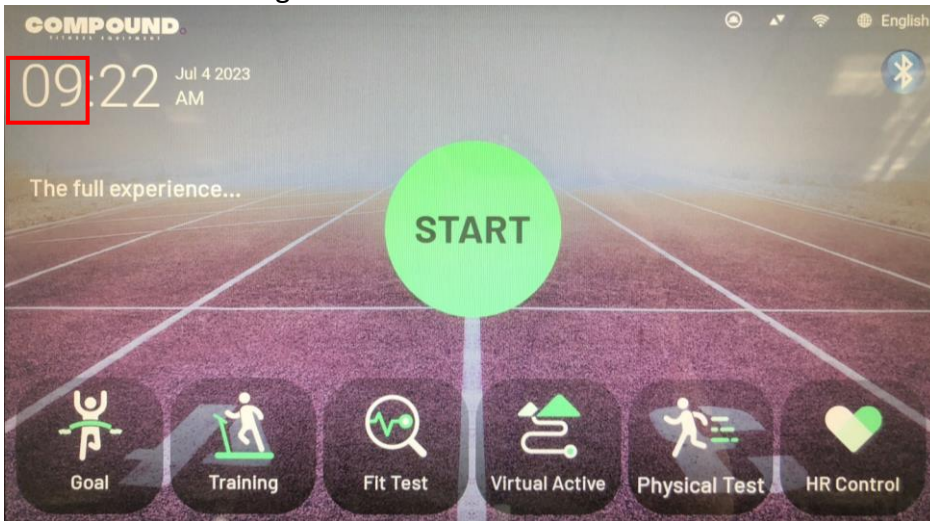 COMPOUND
FITNESS EQUIPMENT
English
09:22
Jul 4 2023
AM
The full experience...
START
Goal
Training
Fit Test
Virtual Active
Physical Test
HR Control